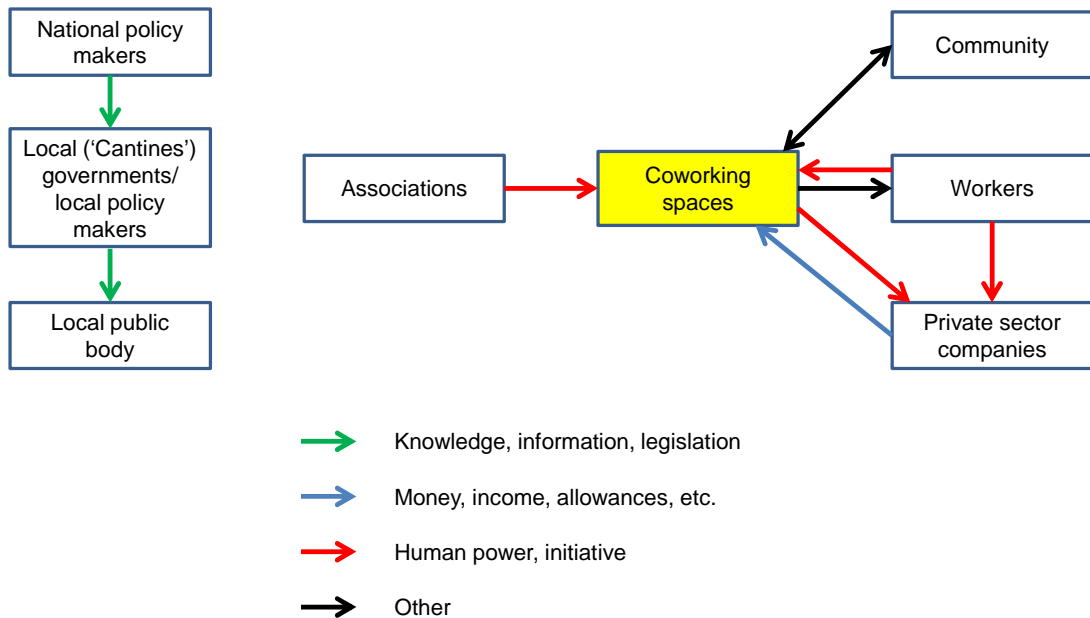 National policy
makers
Local (‘Cantines’)
governments/
local policy
makers
Local public
body
Associations
Coworking
spaces
Community
Workers
Private sector
companies
Knowledge, information, legislation
Money, income, allowances, etc.
Human power, initiative
Other